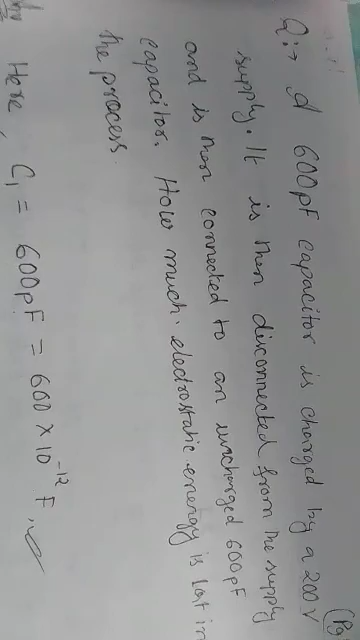 (Pg
Q:→ A 600pF capacitor is charged by a 200 V
supply. It is then disconnected from the supply
and is then connected to an uncharged 600pF
capacitor. How much electrostatic energy is lost in
the process.
Here, C₁ = 600pF = 600 × 10⁻¹² F